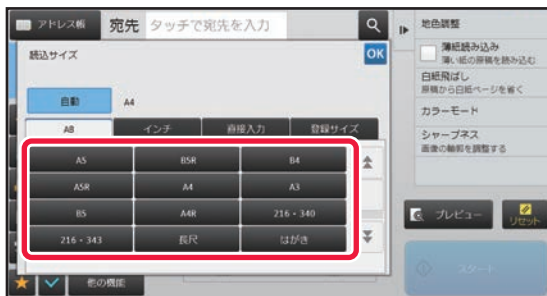 アドレス帳 宛先 タッチで宛先を入力
地色調整
読込サイズ OK
薄紙読み込み
薄い紙の原稿を読み込む
白紙飛ばし
原稿から白紙ページを省く
自動 A4
カラーモード
AB インチ 直接入力 登録サイズ
シャープネス
画像の輪郭を調整する
A5 B5R B4
A5R A4 A3
B5 A4R 216・340
プレビュー
リセット
216・343 長尺 はがき
スタート
他の機能